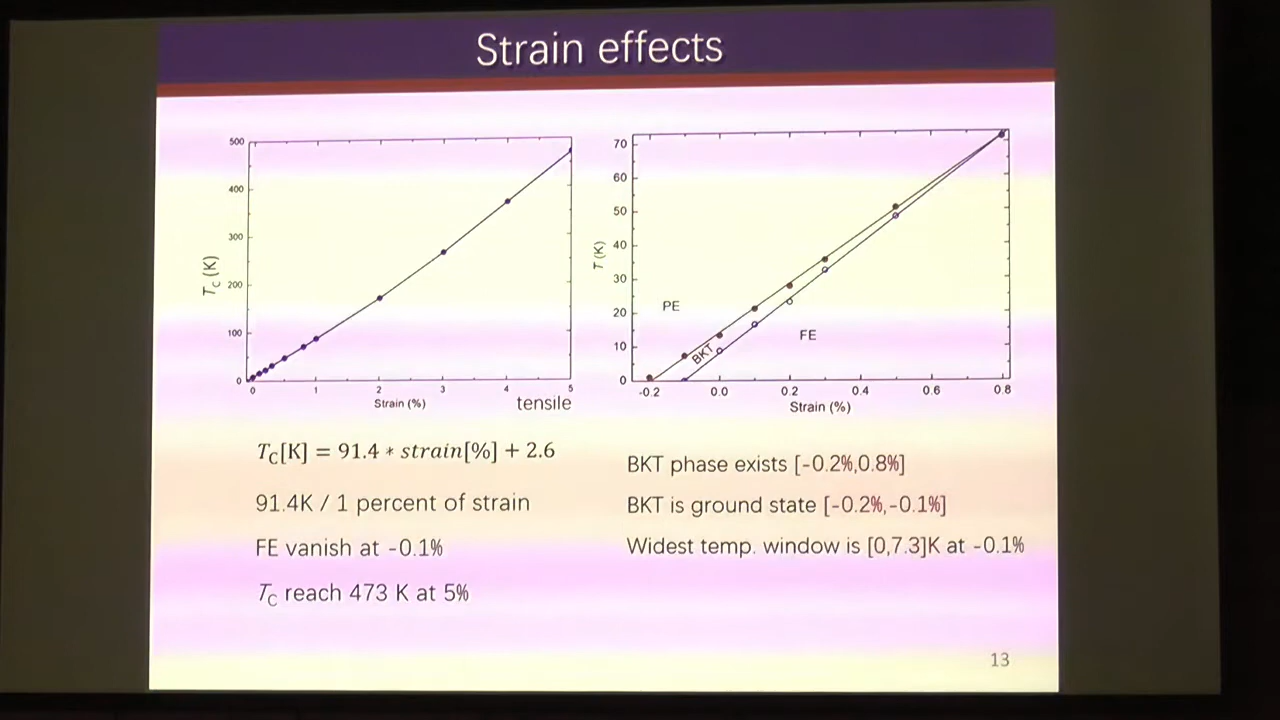 Strain effects
500
400
300
200
100
0
T_C (K)
0 1 2 3 4 5
Strain (%)
tensile
70
60
50
40
30
20
10
0
T (K)
PE
BKT
FE
-0.2 0.0 0.2 0.4 0.6 0.8
Strain (%)
T_C[K] = 91.4 * strain[%] + 2.6
91.4K / 1 percent of strain
FE vanish at -0.1%
T_C reach 473 K at 5%
BKT phase exists [-0.2%,0.8%]
BKT is ground state [-0.2%,-0.1%]
Widest temp. window is [0,7.3]K at -0.1%
13